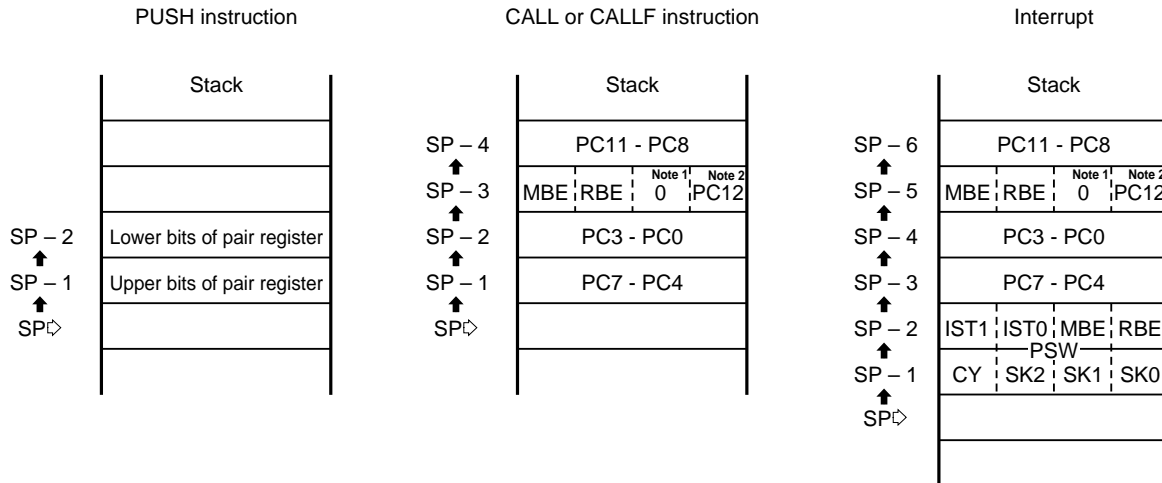 PUSH instruction
Stack
SP – 2 Lower bits of pair register
SP – 1 Upper bits of pair register
SP
CALL or CALLF instruction
Stack
SP – 4 PC11 - PC8
SP – 3 MBE RBE 0 Note 1 PC12 Note 2
SP – 2 PC3 - PC0
SP – 1 PC7 - PC4
SP
Interrupt
Stack
SP – 6 PC11 - PC8
SP – 5 MBE RBE 0 Note 1 PC12 Note 2
SP – 4 PC3 - PC0
SP – 3 PC7 - PC4
SP – 2 IST1 IST0 MBE RBE
PSW
SP – 1 CY SK2 SK1 SK0
SP